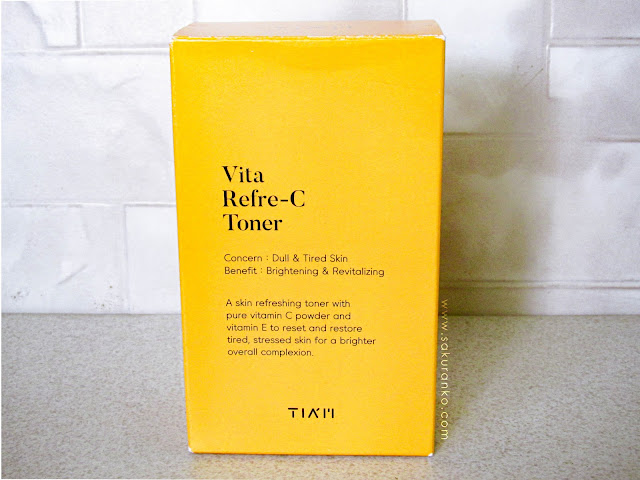 Vita
Refre-C
Toner
Concern : Dull & Tired Skin
Benefit : Brightening & Revitalizing
A skin refreshing toner with
pure vitamin C powder and
vitamin E to reset and restore
tired, stressed skin for a brighter
overall complexion.
TIA'M
www.sakuranko.com